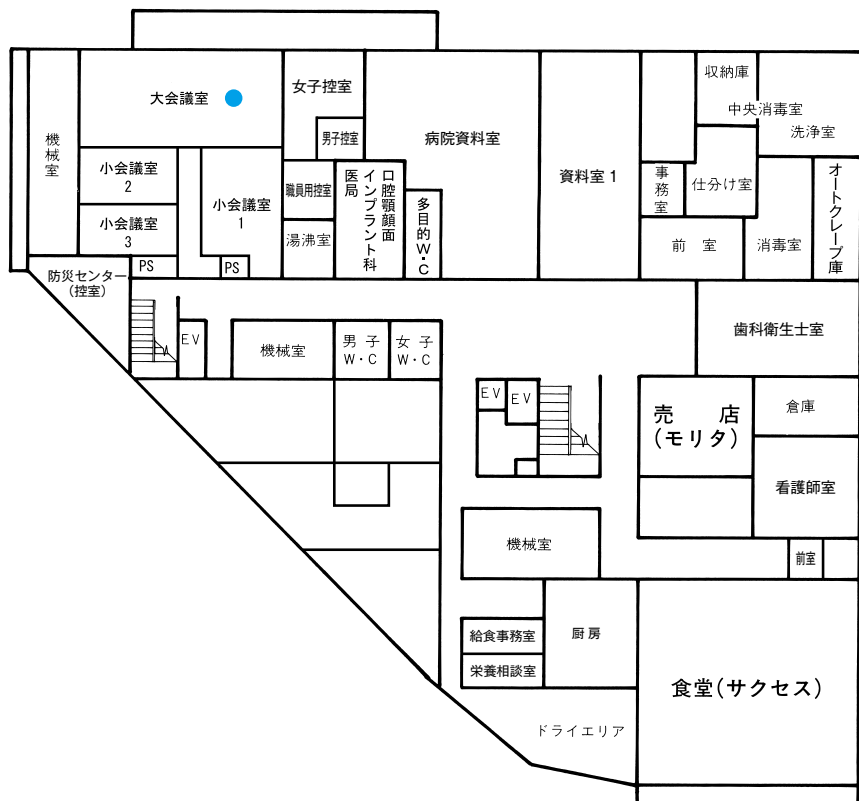 大会議室
女子控室
男子控室
機械室
小会議室
2
小会議室
3
小会議室
1
職員用控室
湯沸室
口腔顎顔面
インプラント科
医局
多目的W・C
病院資料室
資料室1
収納庫
中央消毒室
洗浄室
事務室
仕分け室
前室
消毒室
オートクレーブ庫
PS
PS
防災センター
(控室)
EV
機械室
男子
W・C
女子
W・C
歯科衛生士室
EV
EV
売店
(モリタ)
倉庫
看護師室
機械室
前室
給食事務室
栄養相談室
厨房
食堂(サクセス)
ドライエリア